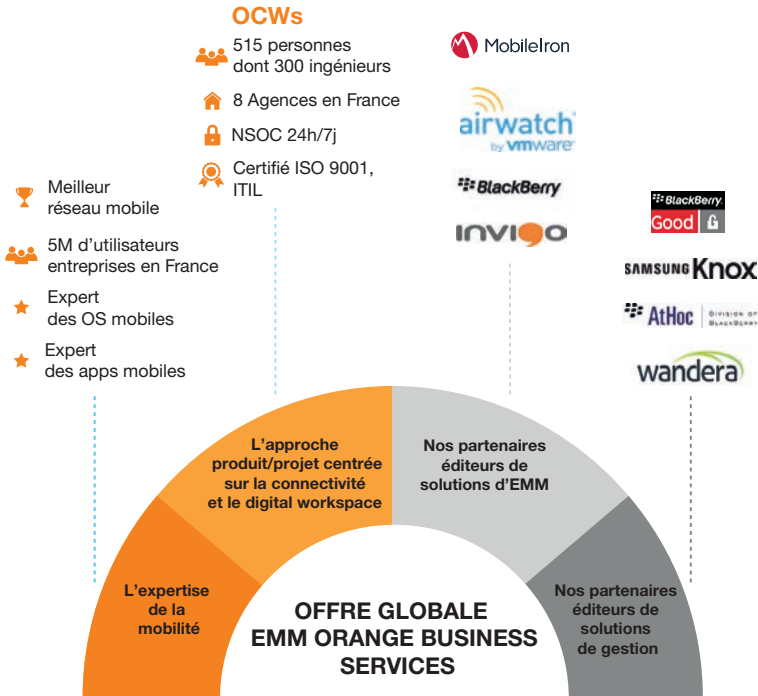 OCWs
515 personnes
dont 300 ingénieurs
8 Agences en France
NSOC 24h/7j
Certifié ISO 9001,
ITIL
Meilleur
réseau mobile
5M d'utilisateurs
entreprises en France
Expert
des OS mobiles
Expert
des apps mobiles
MobileIron
airwatch
by vmware
BlackBerry
INVIGO
BlackBerry.
Good
SAMSUNG Knox
AtHoc
DIVISION OF
BLACKBERRY
wandera
L'expertise
de la
mobilité
L'approche
produit/projet centrée
sur la connectivité
et le digital workspace
Nos partenaires
éditeurs de
solutions d'EMM
Nos partenaires
éditeurs de
solutions
de gestion
OFFRE GLOBALE
EMM ORANGE BUSINESS
SERVICES